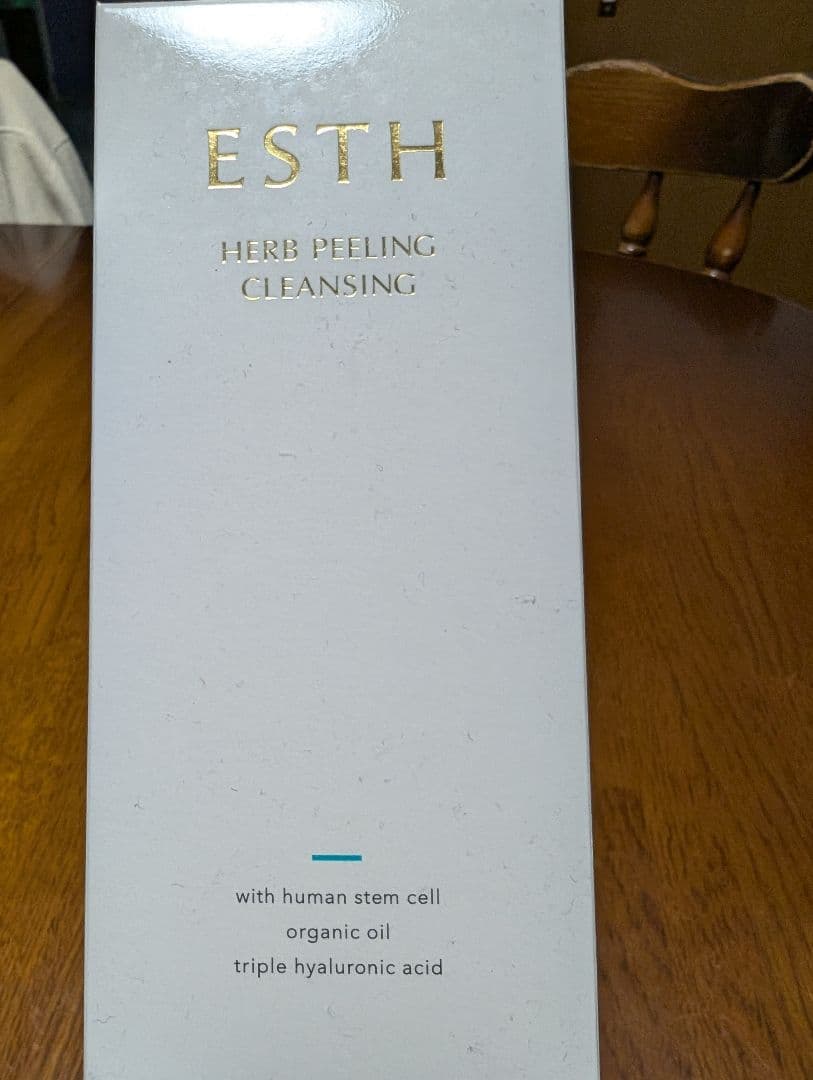 ESTH
HERB PEELING
CLEANSING
with human stem cell
organic oil
triple hyaluronic acid